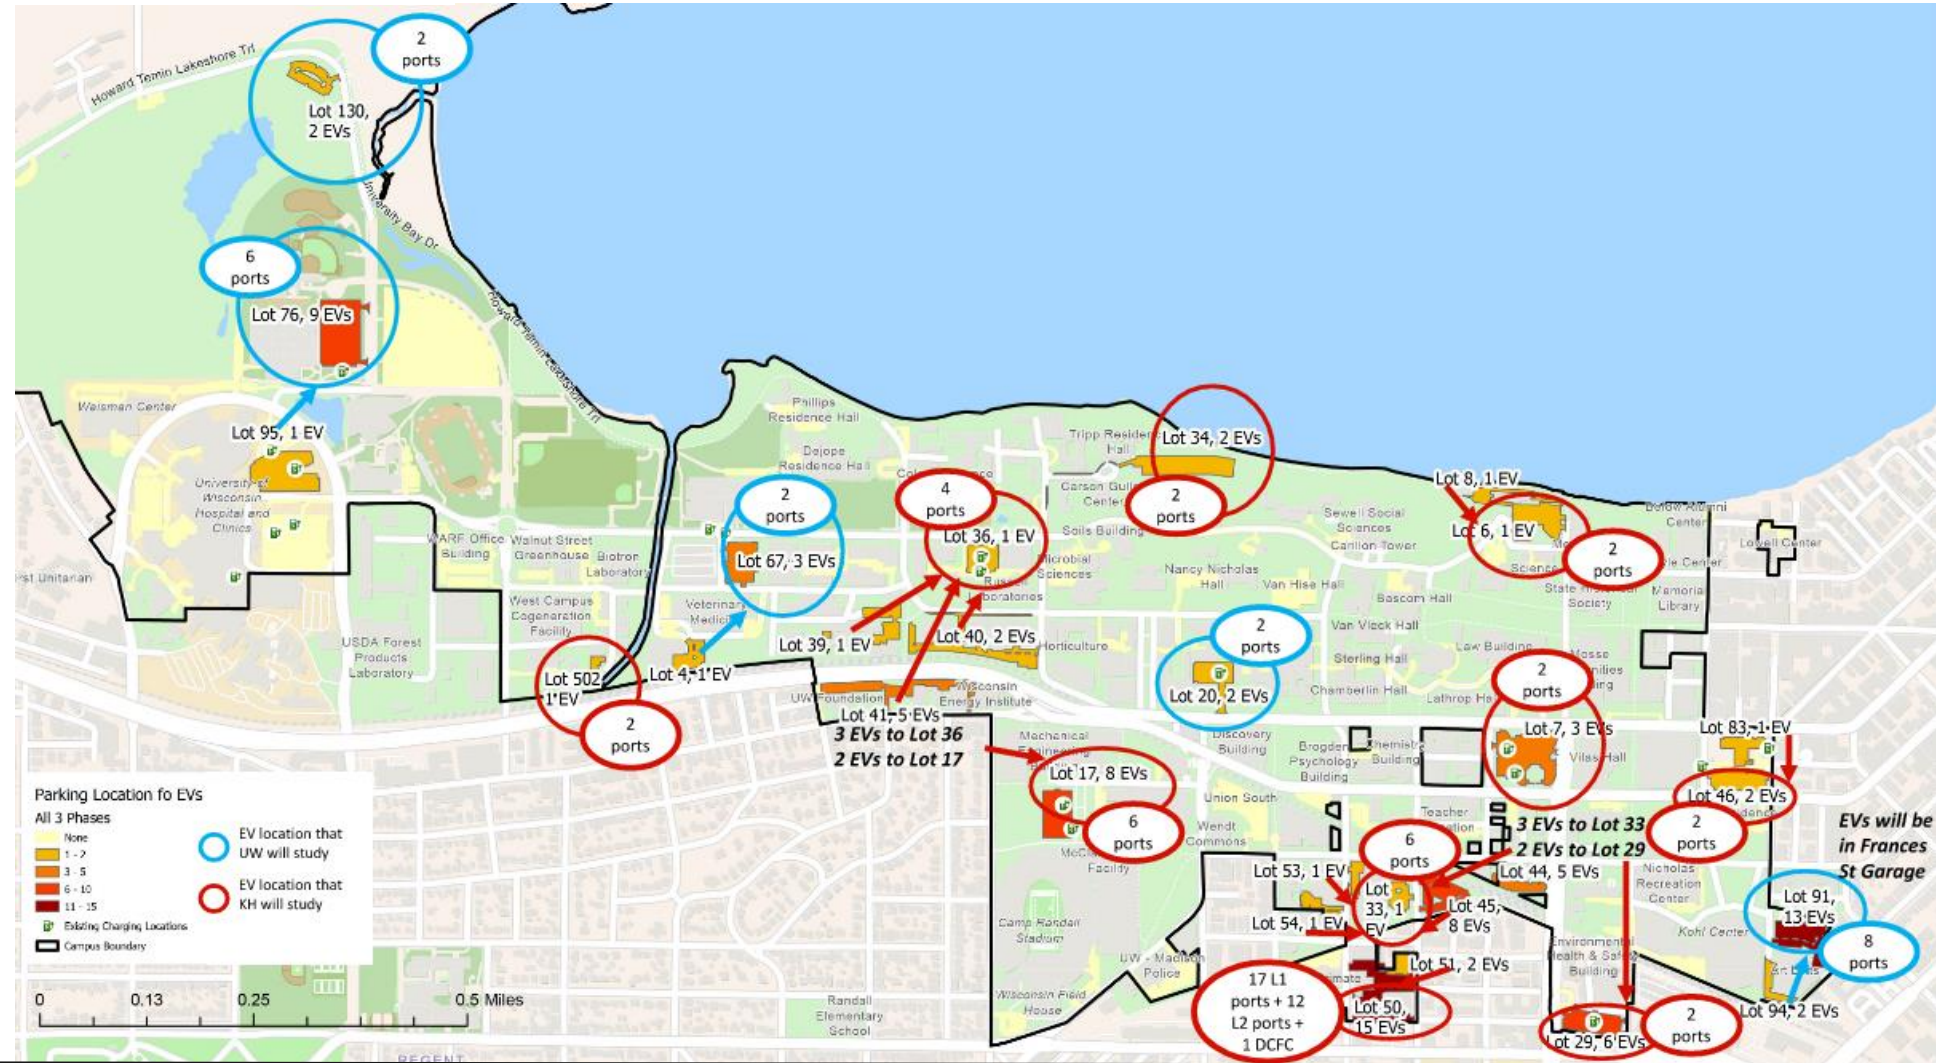 2
ports
Howard Temin Lakeshore Trl
Lot 130,
2 EVs
University Bay Dr
6
ports
Lot 76, 9 EVs
Howard Temin Lakeshore Trl
Waisman Center
Lot 95, 1 EV
University of
Wisconsin
Hospital and
Clinics
Phillips
Residence Hall
Dejope
Residence Hall
Tripp Residence
Hall
Lot 34, 2 EVs
2
ports
Carson Gulley
Center
Soils Building
4
ports
Lot 36, 1 EV
Microbial
Sciences
Russell
Laboratories
2
ports
Lot 67, 3 EVs
Lot 8, 1 EV
Lot 6, 1 EV
2
ports
Sewell Social
Sciences
Carillon Tower
Center
Lowell Center
WARF Office
Building
Walnut Street
Greenhouse
Biotron
Laboratory
West Campus
Cogeneration
Facility
Veterinary
Medicine
Nancy Nicholas
Hall
Van Hise Hall
Bascom Hall
Science
State Historical
Society
Memorial
Library
USDA Forest
Products
Laboratory
Lot 502
1 EV
2
ports
Lot 4, 1 EV
Lot 39, 1 EV
Lot 40, 2 EVs
Horticulture
2
ports
Lot 20, 2 EVs
Van Vleck Hall
Sterling Hall
Law Building
Chamberlin Hall
Lathrop
UW Foundation
Wisconsin
Energy Institute
Lot 41, 5 EVs
3 EVs to Lot 36
2 EVs to Lot 17
Mechanical
Discovery
Building
Brogden
Psychology
Building
Chemistry
Building
2
ports
Lot 7, 3 EVs
Vilas Hall
Lot 83, 1 EV
Lot 46, 2 EVs
2
ports
Lot 17, 8 EVs
6
ports
Union South
Wendt
Commons
Facility
Teacher
3 EVs to Lot 33
2 EVs to Lot 29
6
ports
Lot 53, 1 EV
Lot
33, 1
EV
Lot 44, 5 EVs
Lot 45,
8 EVs
Lot 54, 1 EV
Nicholas
Recreation
Center
EVs will be
in Frances
St Garage
Lot 91,
13 EVs
8
ports
Kohl Center
Lot 94, 2 EVs
Camp Randall
Stadium
UW - Madison
Police
Environmental
Health & Safety
Building
Lot 51, 2 EVs
17 L1
ports + 12
L2 ports +
1 DCFC
Lot 50,
15 EVs
Lot 29, 6 EVs
2
ports
Wisconsin Field
House
Randall
Elementary
School
REGENT
Parking Location fo EVs
All 3 Phases
None
1 - 2
3 - 5
6 - 10
11 - 15
Existing Charging Locations
Campus Boundary
EV location that
UW will study
EV location that
KH will study
0 0.13 0.25 0.5 Miles